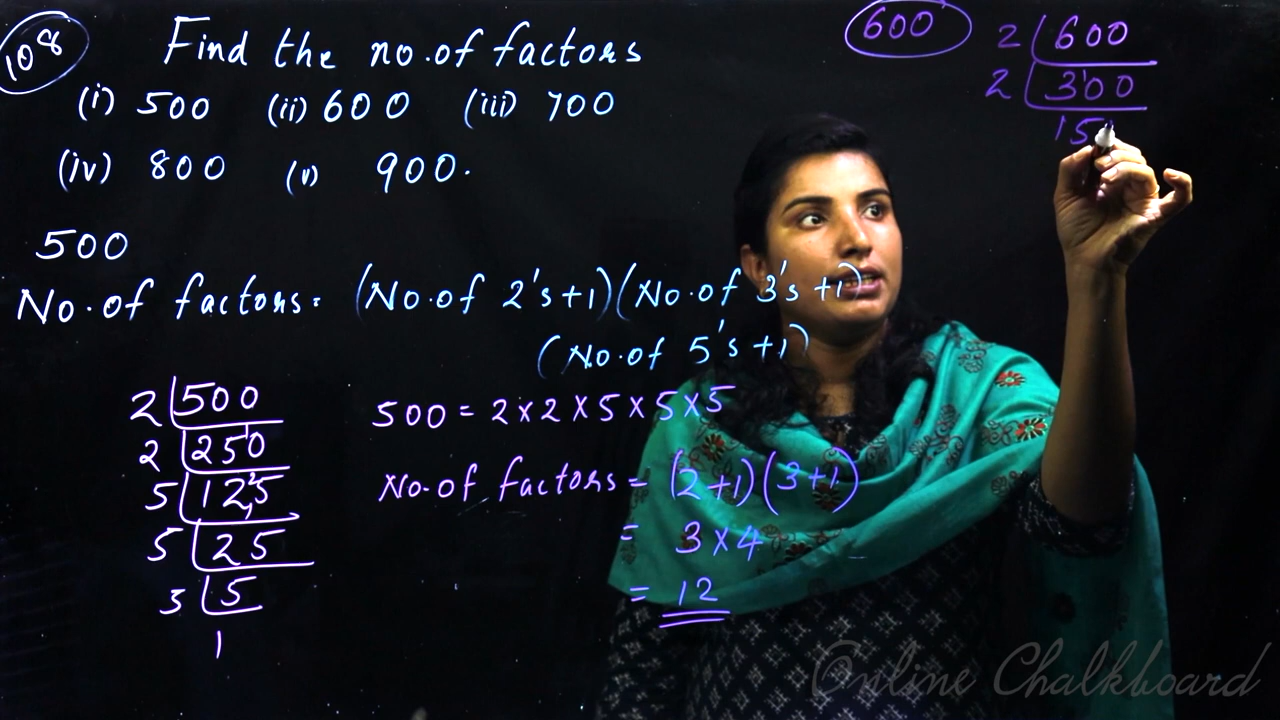 108
Find the no.of factors
(i) 500 (ii) 600 (iii) 700
(iv) 800 (v) 900.
500
No.of factors = (No.of 2's+1)(No.of 3's+1)
(No.of 5's+1)
2 500
2 250
5 125
5 25
5 5
1
500 = 2×2×5×5×5
No.of factors = (2+1)(3+1)
= 3×4
= 12
600
2 600
2 300
15
Online Chalkboard